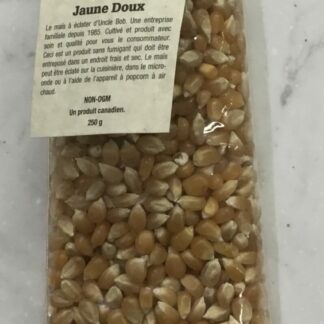 Jaune Doux
Le maïs à éclater d'Uncle Bob. Une entreprise
familiale depuis 1985. Cultivé et produit avec
soin et qualité pour vous le consommateur.
Ceci est un produit sans fumigant qui doit être
entreposé dans un endroit frais et sec. Le maïs
peut être éclaté sur la cuisinière, dans le micro-
onde ou à l'aide de l'appareil à popcorn à air
chaud.
NON-OGM
Un produit canadien.
250 g